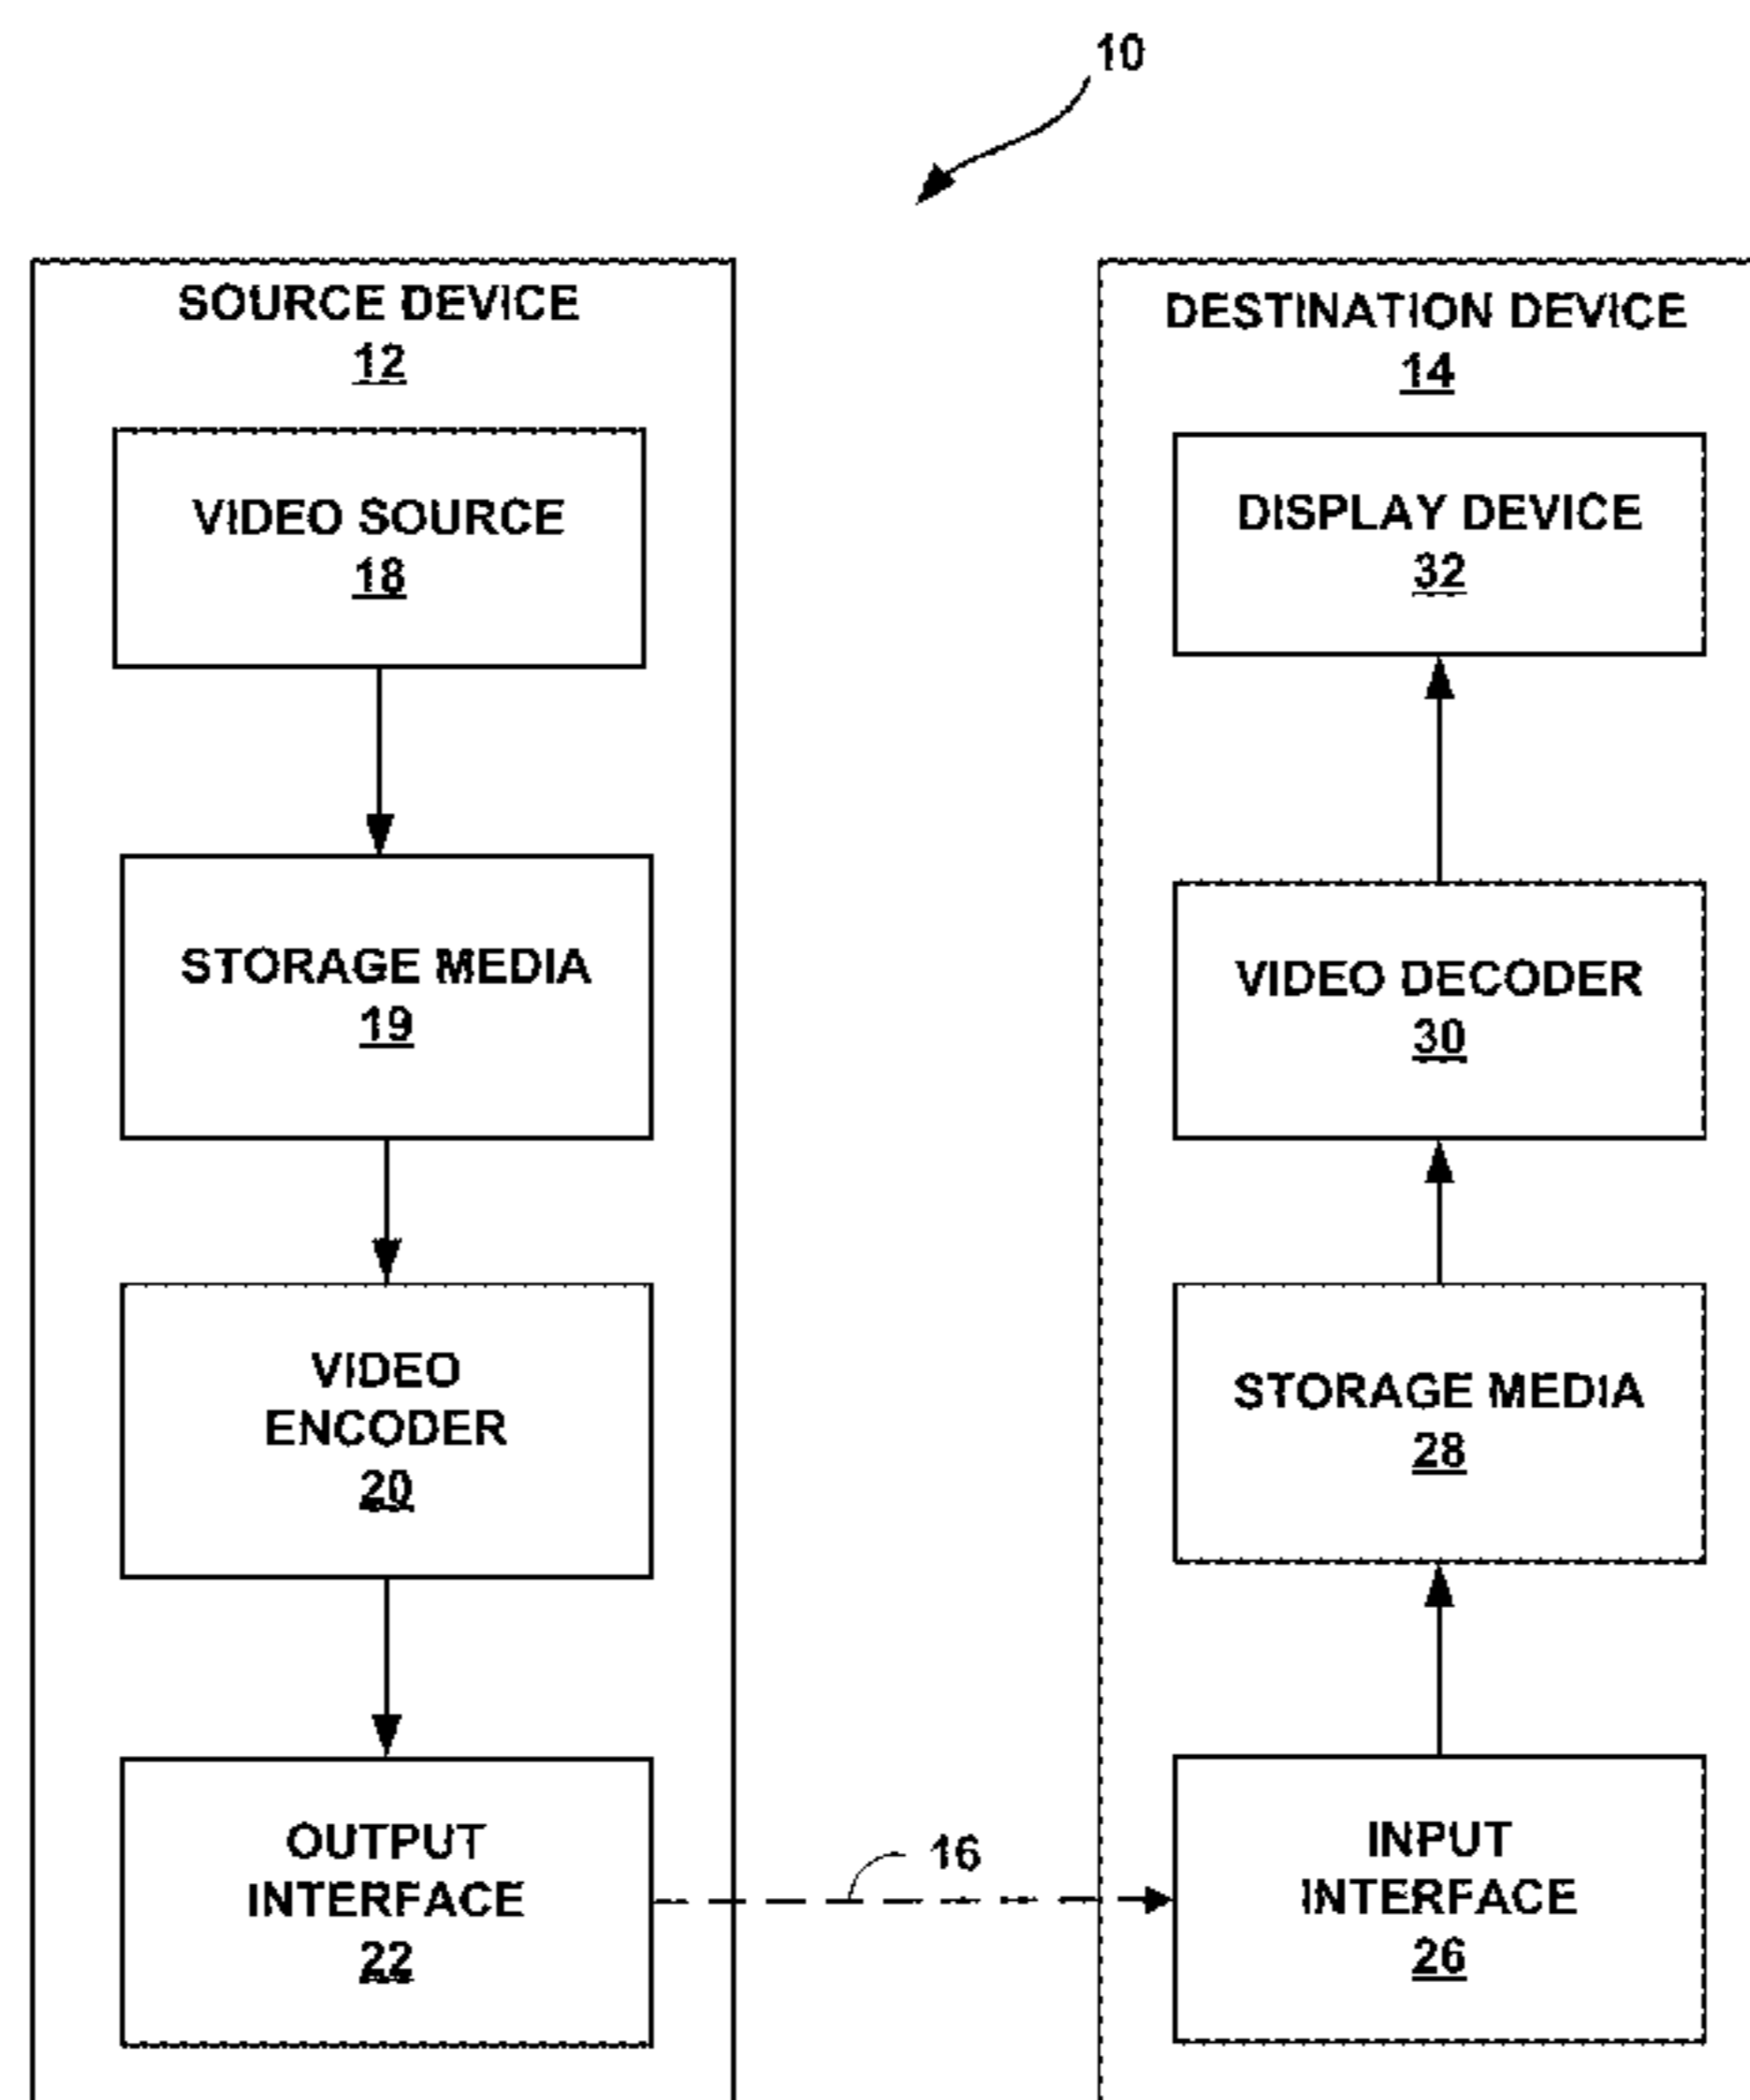 10
SOURCE DEVICE
12
VIDEO SOURCE
18
STORAGE MEDIA
19
VIDEO
ENCODER
20
OUTPUT
INTERFACE
22
16
DESTINATION DEVICE
14
DISPLAY DEVICE
32
VIDEO DECODER
30
STORAGE MEDIA
28
INPUT
INTERFACE
26